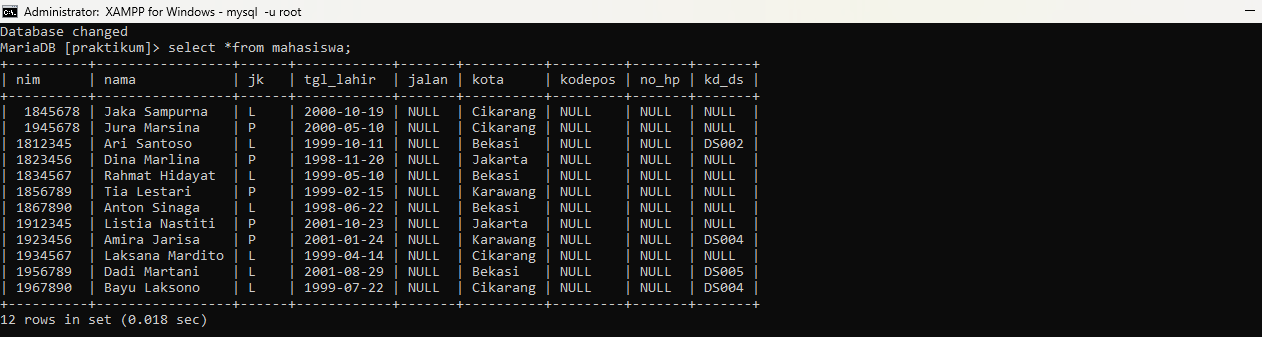 Administrator: XAMPP for Windows - mysql -u root
Database changed
MariaDB [praktikum]> select *from mahasiswa;
+----------+-----------------+------+------------+-------+----------+---------+-------+-------+
| nim      | nama            | jk   | tgl_lahir  | jalan | kota     | kodepos | no_hp | kd_ds |
+----------+-----------------+------+------------+-------+----------+---------+-------+-------+
|  1845678 | Jaka Sampurna   | L    | 2000-10-19 | NULL  | Cikarang | NULL    | NULL  | NULL  |
|  1945678 | Jura Marsina    | P    | 2000-05-10 | NULL  | Cikarang | NULL    | NULL  | NULL  |
| 1812345  | Ari Santoso     | L    | 1999-10-11 | NULL  | Bekasi   | NULL    | NULL  | DS002 |
| 1823456  | Dina Marlina    | P    | 1998-11-20 | NULL  | Jakarta  | NULL    | NULL  | NULL  |
| 1834567  | Rahmat Hidayat  | L    | 1999-05-10 | NULL  | Bekasi   | NULL    | NULL  | NULL  |
| 1856789  | Tia Lestari     | P    | 1999-02-15 | NULL  | Karawang | NULL    | NULL  | NULL  |
| 1867890  | Anton Sinaga    | L    | 1998-06-22 | NULL  | Bekasi   | NULL    | NULL  | NULL  |
| 1912345  | Listia Nastiti  | P    | 2001-10-23 | NULL  | Jakarta  | NULL    | NULL  | NULL  |
| 1923456  | Amira Jarisa    | P    | 2001-01-24 | NULL  | Karawang | NULL    | NULL  | DS004 |
| 1934567  | Laksana Mardito | L    | 1999-04-14 | NULL  | Cikarang | NULL    | NULL  | NULL  |
| 1956789  | Dadi Martani    | L    | 2001-08-29 | NULL  | Bekasi   | NULL    | NULL  | DS005 |
| 1967890  | Bayu Laksono    | L    | 1999-07-22 | NULL  | Cikarang | NULL    | NULL  | DS004 |
+----------+-----------------+------+------------+-------+----------+---------+-------+-------+
12 rows in set (0.018 sec)